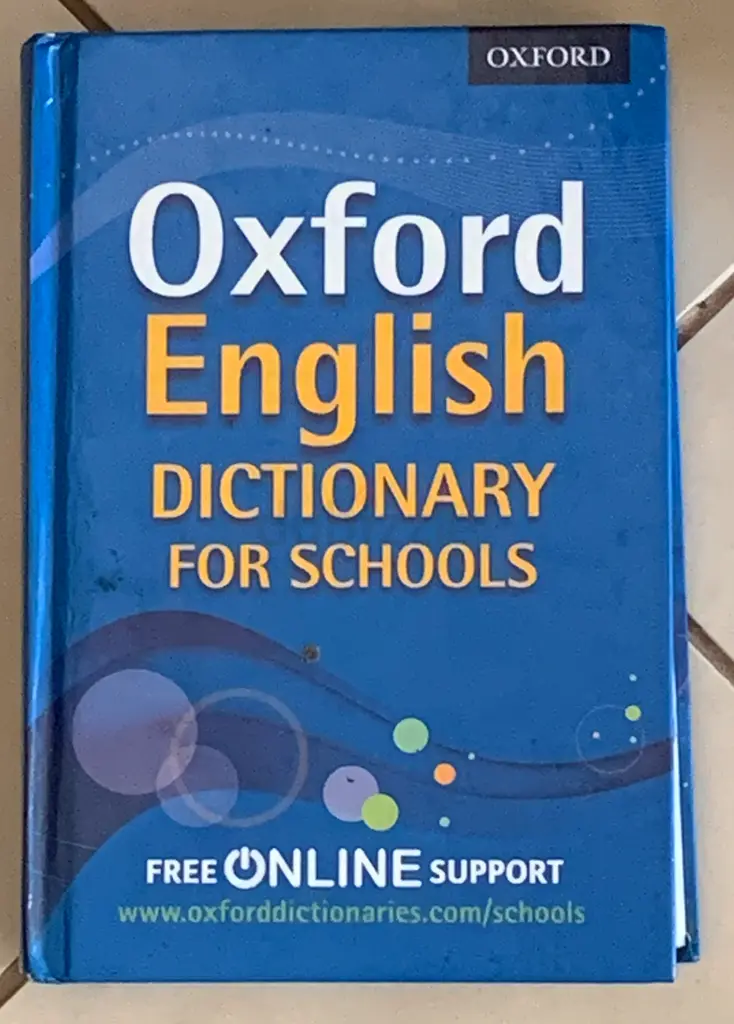 OXFORD
Oxford
English
DICTIONARY
FOR SCHOOLS
FREE ONLINE SUPPORT
www.oxforddictionaries.com/schools